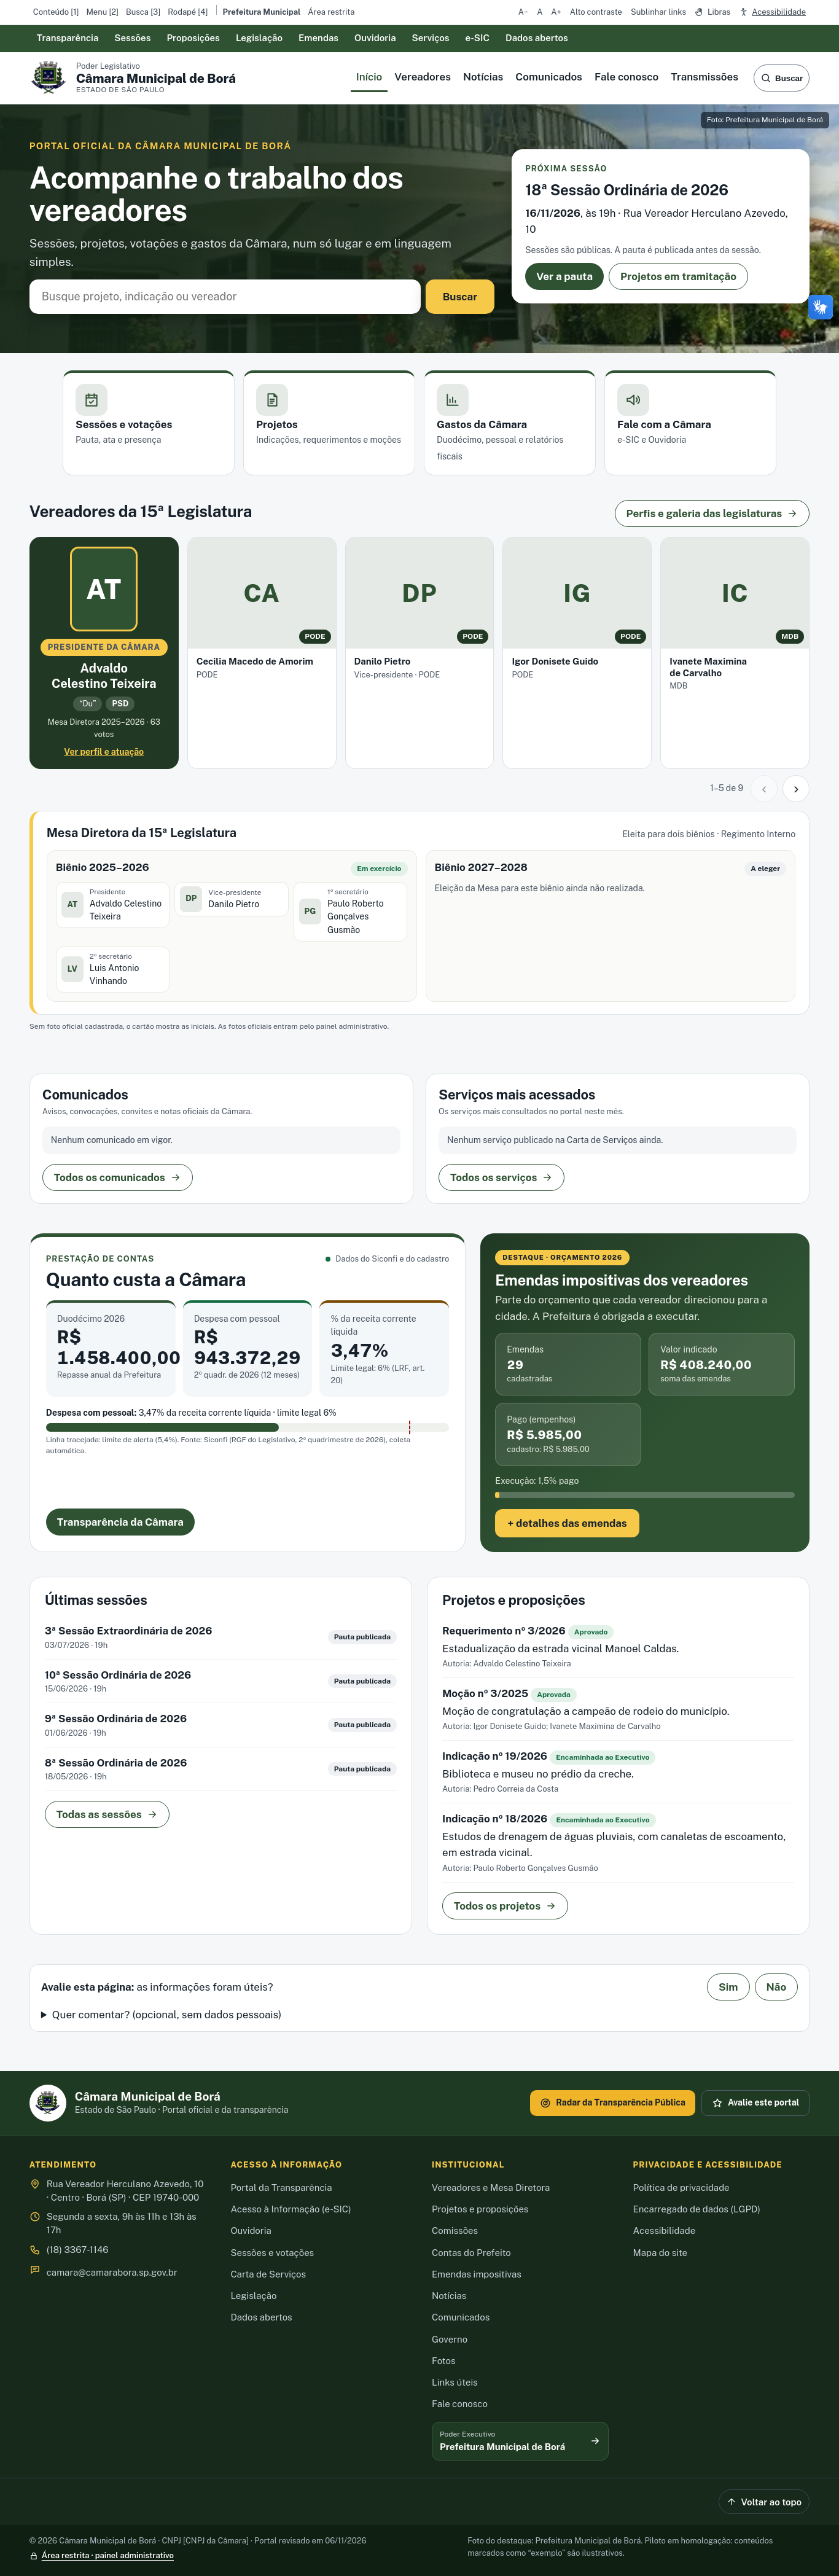 Conteúdo [1] Menu [2] Busca [3] Rodapé [4] Prefeitura Municipal Área restrita A− A A+ Alto contraste Sublinhar links Libras Acessibilidade
Transparência Sessões Proposições Legislação Emendas Ouvidoria Serviços e-SIC Dados abertos
Poder Legislativo
Câmara Municipal de Borá
ESTADO DE SÃO PAULO
Início Vereadores Notícias Comunicados Fale conosco Transmissões Buscar
Foto: Prefeitura Municipal de Borá
PORTAL OFICIAL DA CÂMARA MUNICIPAL DE BORÁ
Acompanhe o trabalho dos
vereadores
Sessões, projetos, votações e gastos da Câmara, num só lugar e em linguagem
simples.
Busque projeto, indicação ou vereador
Buscar
PRÓXIMA SESSÃO
18ª Sessão Ordinária de 2026
16/11/2026, às 19h · Rua Vereador Herculano Azevedo,
10
Sessões são públicas. A pauta é publicada antes da sessão.
Ver a pauta Projetos em tramitação
Sessões e votações
Pauta, ata e presença
Projetos
Indicações, requerimentos e moções
Gastos da Câmara
Duodécimo, pessoal e relatórios
fiscais
Fale com a Câmara
e-SIC e Ouvidoria
Vereadores da 15ª Legislatura
Perfis e galeria das legislaturas
AT
PRESIDENTE DA CÂMARA
Advaldo
Celestino Teixeira
"Du" PSD
Mesa Diretora 2025–2026 · 63
votos
Ver perfil e atuação
CA
PODE
Cecilia Macedo de Amorim
PODE
DP
PODE
Danilo Pietro
Vice-presidente · PODE
IG
PODE
Igor Donisete Guido
PODE
IC
MDB
Ivanete Maximina
de Carvalho
MDB
1–5 de 9 ‹ ›
Mesa Diretora da 15ª Legislatura
Eleita para dois biênios · Regimento Interno
Biênio 2025–2026
Em exercício
AT
Presidente
Advaldo Celestino
Teixeira
DP
Vice-presidente
Danilo Pietro
PG
1º secretário
Paulo Roberto
Gonçalves
Gusmão
LV
2º secretário
Luis Antonio
Vinhando
Biênio 2027–2028
A eleger
Eleição da Mesa para este biênio ainda não realizada.
Sem foto oficial cadastrada, o cartão mostra as iniciais. As fotos oficiais entram pelo painel administrativo.
Comunicados
Avisos, convocações, convites e notas oficiais da Câmara.
Nenhum comunicado em vigor.
Todos os comunicados
Serviços mais acessados
Os serviços mais consultados no portal neste mês.
Nenhum serviço publicado na Carta de Serviços ainda.
Todos os serviços
PRESTAÇÃO DE CONTAS
Dados do Siconfi e do cadastro
Quanto custa a Câmara
Duodécimo 2026
R$
1.458.400,00
Repasse anual da Prefeitura
Despesa com pessoal
R$
943.372,29
2º quadr. de 2026 (12 meses)
% da receita corrente
líquida
3,47%
Limite legal: 6% (LRF, art.
20)
Despesa com pessoal: 3,47% da receita corrente líquida · limite legal 6%
Linha tracejada: limite de alerta (5,4%). Fonte: Siconfi (RGF do Legislativo, 2º quadrimestre de 2026), coleta
automática.
Transparência da Câmara
DESTAQUE · ORÇAMENTO 2026
Emendas impositivas dos vereadores
Parte do orçamento que cada vereador direcionou para a
cidade. A Prefeitura é obrigada a executar.
Emendas
29
cadastradas
Valor indicado
R$ 408.240,00
soma das emendas
Pago (empenhos)
R$ 5.985,00
cadastro: R$ 5.985,00
Execução: 1,5% pago
+ detalhes das emendas
Últimas sessões
3ª Sessão Extraordinária de 2026
03/07/2026 · 19h
Pauta publicada
10ª Sessão Ordinária de 2026
15/06/2026 · 19h
Pauta publicada
9ª Sessão Ordinária de 2026
01/06/2026 · 19h
Pauta publicada
8ª Sessão Ordinária de 2026
18/05/2026 · 19h
Pauta publicada
Todas as sessões
Projetos e proposições
Requerimento nº 3/2026 Aprovado
Estadualização da estrada vicinal Manoel Caldas.
Autoria: Advaldo Celestino Teixeira
Moção nº 3/2025 Aprovada
Moção de congratulação a campeão de rodeio do município.
Autoria: Igor Donisete Guido; Ivanete Maximina de Carvalho
Indicação nº 19/2026 Encaminhada ao Executivo
Biblioteca e museu no prédio da creche.
Autoria: Pedro Correia da Costa
Indicação nº 18/2026 Encaminhada ao Executivo
Estudos de drenagem de águas pluviais, com canaletas de escoamento,
em estrada vicinal.
Autoria: Paulo Roberto Gonçalves Gusmão
Todos os projetos
Avalie esta página: as informações foram úteis?
Sim Não
Quer comentar? (opcional, sem dados pessoais)
Câmara Municipal de Borá
Estado de São Paulo · Portal oficial e da transparência
Radar da Transparência Pública Avalie este portal
ATENDIMENTO
Rua Vereador Herculano Azevedo, 10
· Centro · Borá (SP) · CEP 19740-000
Segunda a sexta, 9h às 11h e 13h às
17h
(18) 3367-1146
camara@camarabora.sp.gov.br
ACESSO À INFORMAÇÃO
Portal da Transparência
Acesso à Informação (e-SIC)
Ouvidoria
Sessões e votações
Carta de Serviços
Legislação
Dados abertos
INSTITUCIONAL
Vereadores e Mesa Diretora
Projetos e proposições
Comissões
Contas do Prefeito
Emendas impositivas
Notícias
Comunicados
Governo
Fotos
Links úteis
Fale conosco
Poder Executivo
Prefeitura Municipal de Borá
PRIVACIDADE E ACESSIBILIDADE
Política de privacidade
Encarregado de dados (LGPD)
Acessibilidade
Mapa do site
Voltar ao topo
© 2026 Câmara Municipal de Borá · CNPJ [CNPJ da Câmara] · Portal revisado em 06/11/2026
Área restrita · painel administrativo
Foto do destaque: Prefeitura Municipal de Borá. Piloto em homologação: conteúdos
marcados como "exemplo" são ilustrativos.